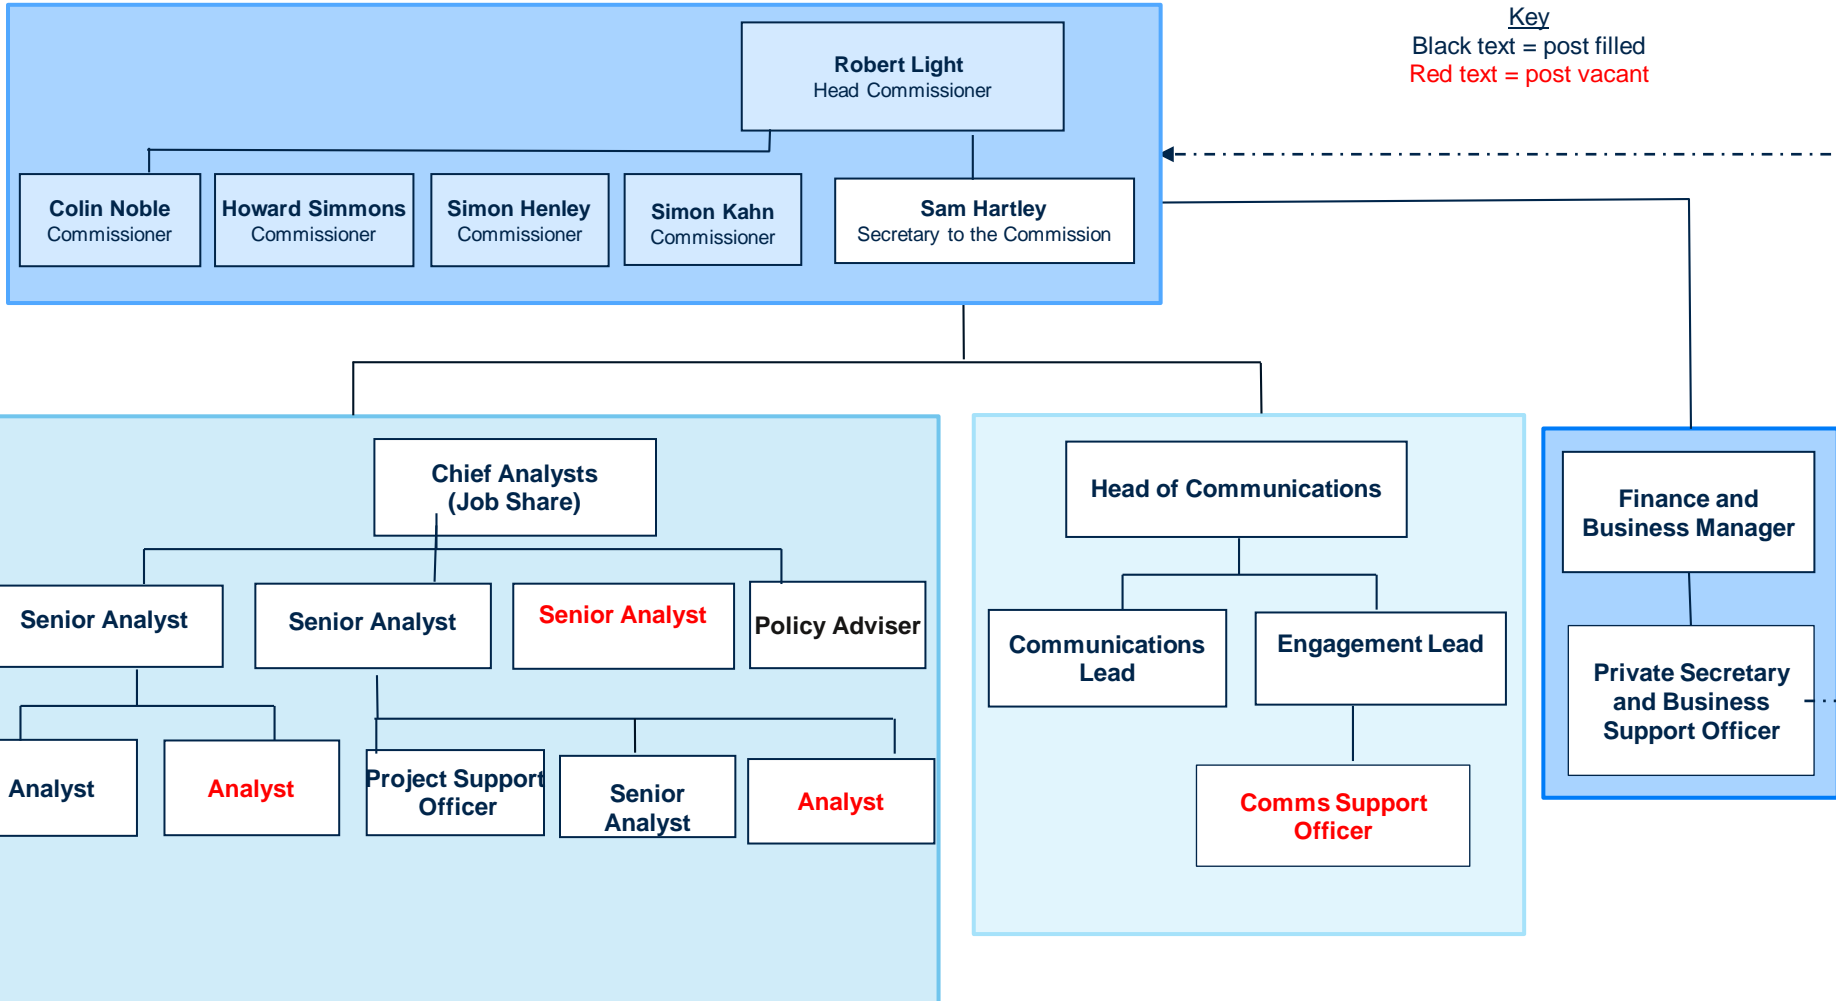 Key
Black text = post filled
Red text = post vacant
Robert Light
Head Commissioner
Colin Noble
Commissioner
Howard Simmons
Commissioner
Simon Henley
Commissioner
Simon Kahn
Commissioner
Sam Hartley
Secretary to the Commission
Chief Analysts
(Job Share)
Senior Analyst
Senior Analyst
Senior Analyst
Policy Adviser
Analyst
Analyst
Project Support
Officer
Senior
Analyst
Analyst
Head of Communications
Communications
Lead
Engagement Lead
Comms Support
Officer
Finance and
Business Manager
Private Secretary
and Business
Support Officer